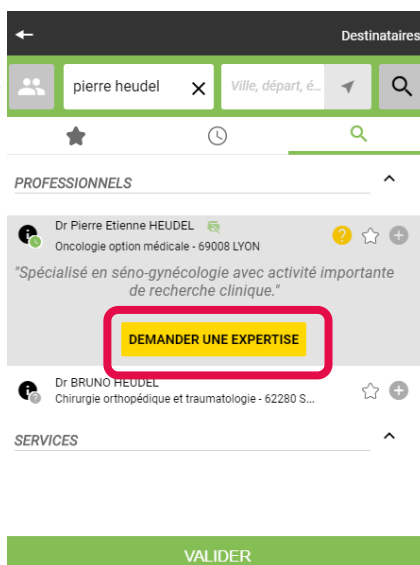 Destinataires
pierre heudel
Ville, départ, é...
PROFESSIONNELS
Dr Pierre Etienne HEUDEL
Oncologie option médicale - 69008 LYON
"Spécialisé en séno-gynécologie avec activité importante
de recherche clinique."
DEMANDER UNE EXPERTISE
Dr BRUNO HEUDEL
Chirurgie orthopédique et traumatologie - 62280 S...
SERVICES
VALIDER